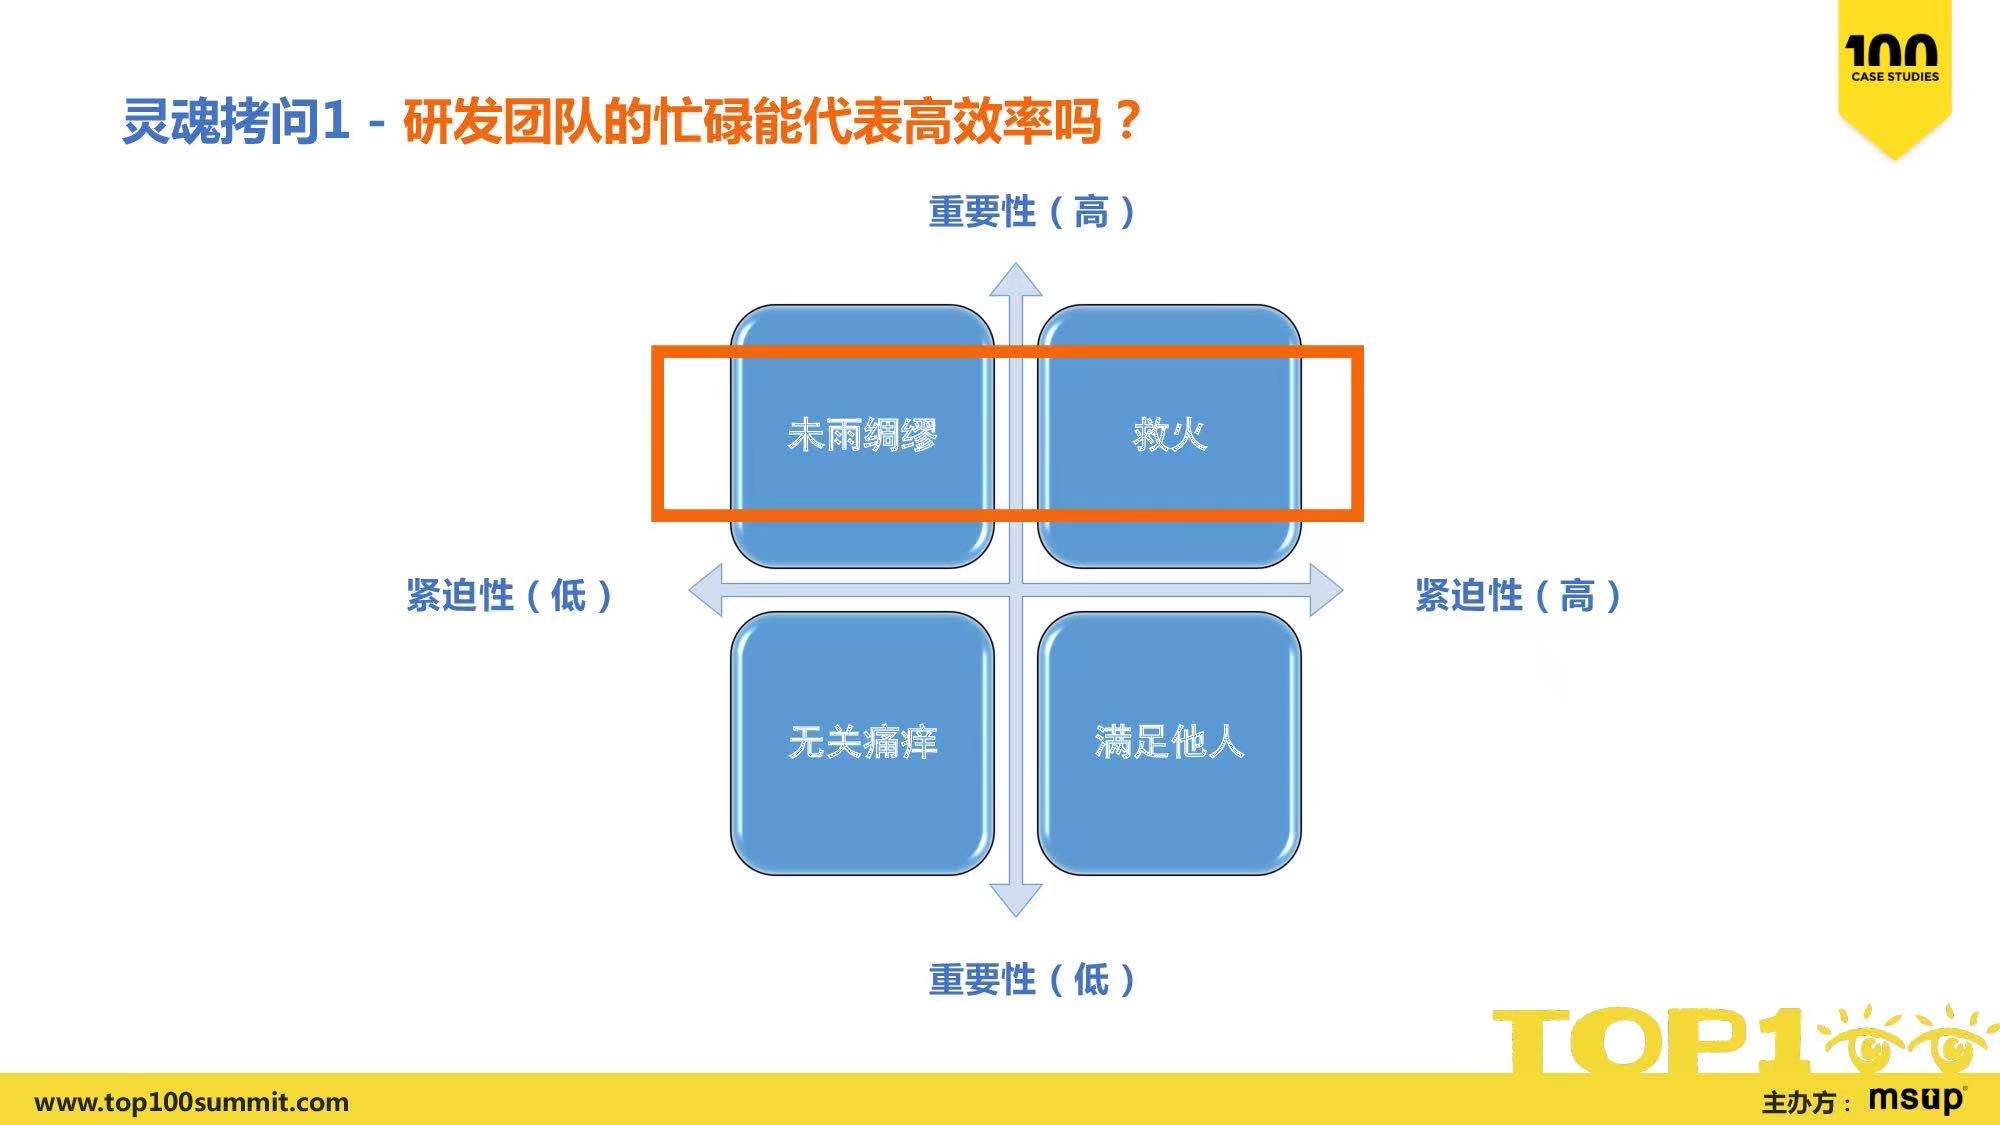 100
CASE STUDIES
灵魂拷问1 - 研发团队的忙碌能代表高效率吗？
重要性（高）
未雨绸缪
救火
紧迫性（低）
紧迫性（高）
无关痛痒
满足他人
重要性（低）
TOP100
www.top100summit.com
主办方：msup